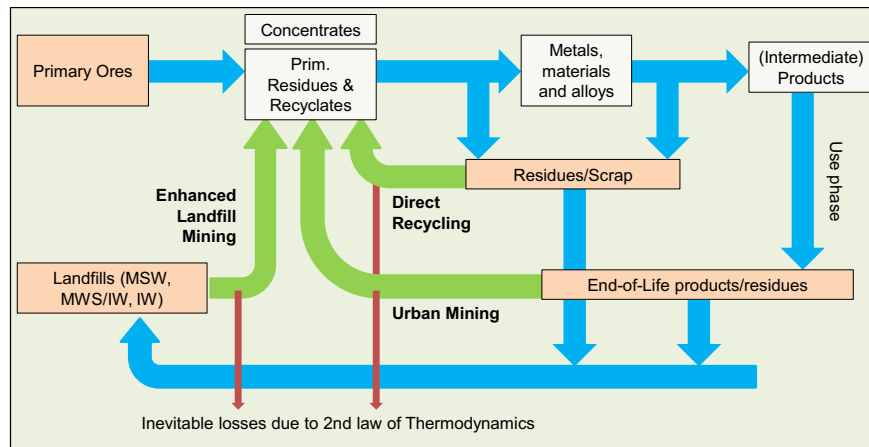 Concentrates
Primary Ores
Prim.
Residues &
Recyclates
Metals,
materials
and alloys
(Intermediate)
Products
Residues/Scrap
Use phase
Enhanced
Landfill
Mining
Direct
Recycling
Landfills (MSW,
MWS/IW, IW)
End-of-Life products/residues
Urban Mining
Inevitable losses due to 2nd law of Thermodynamics